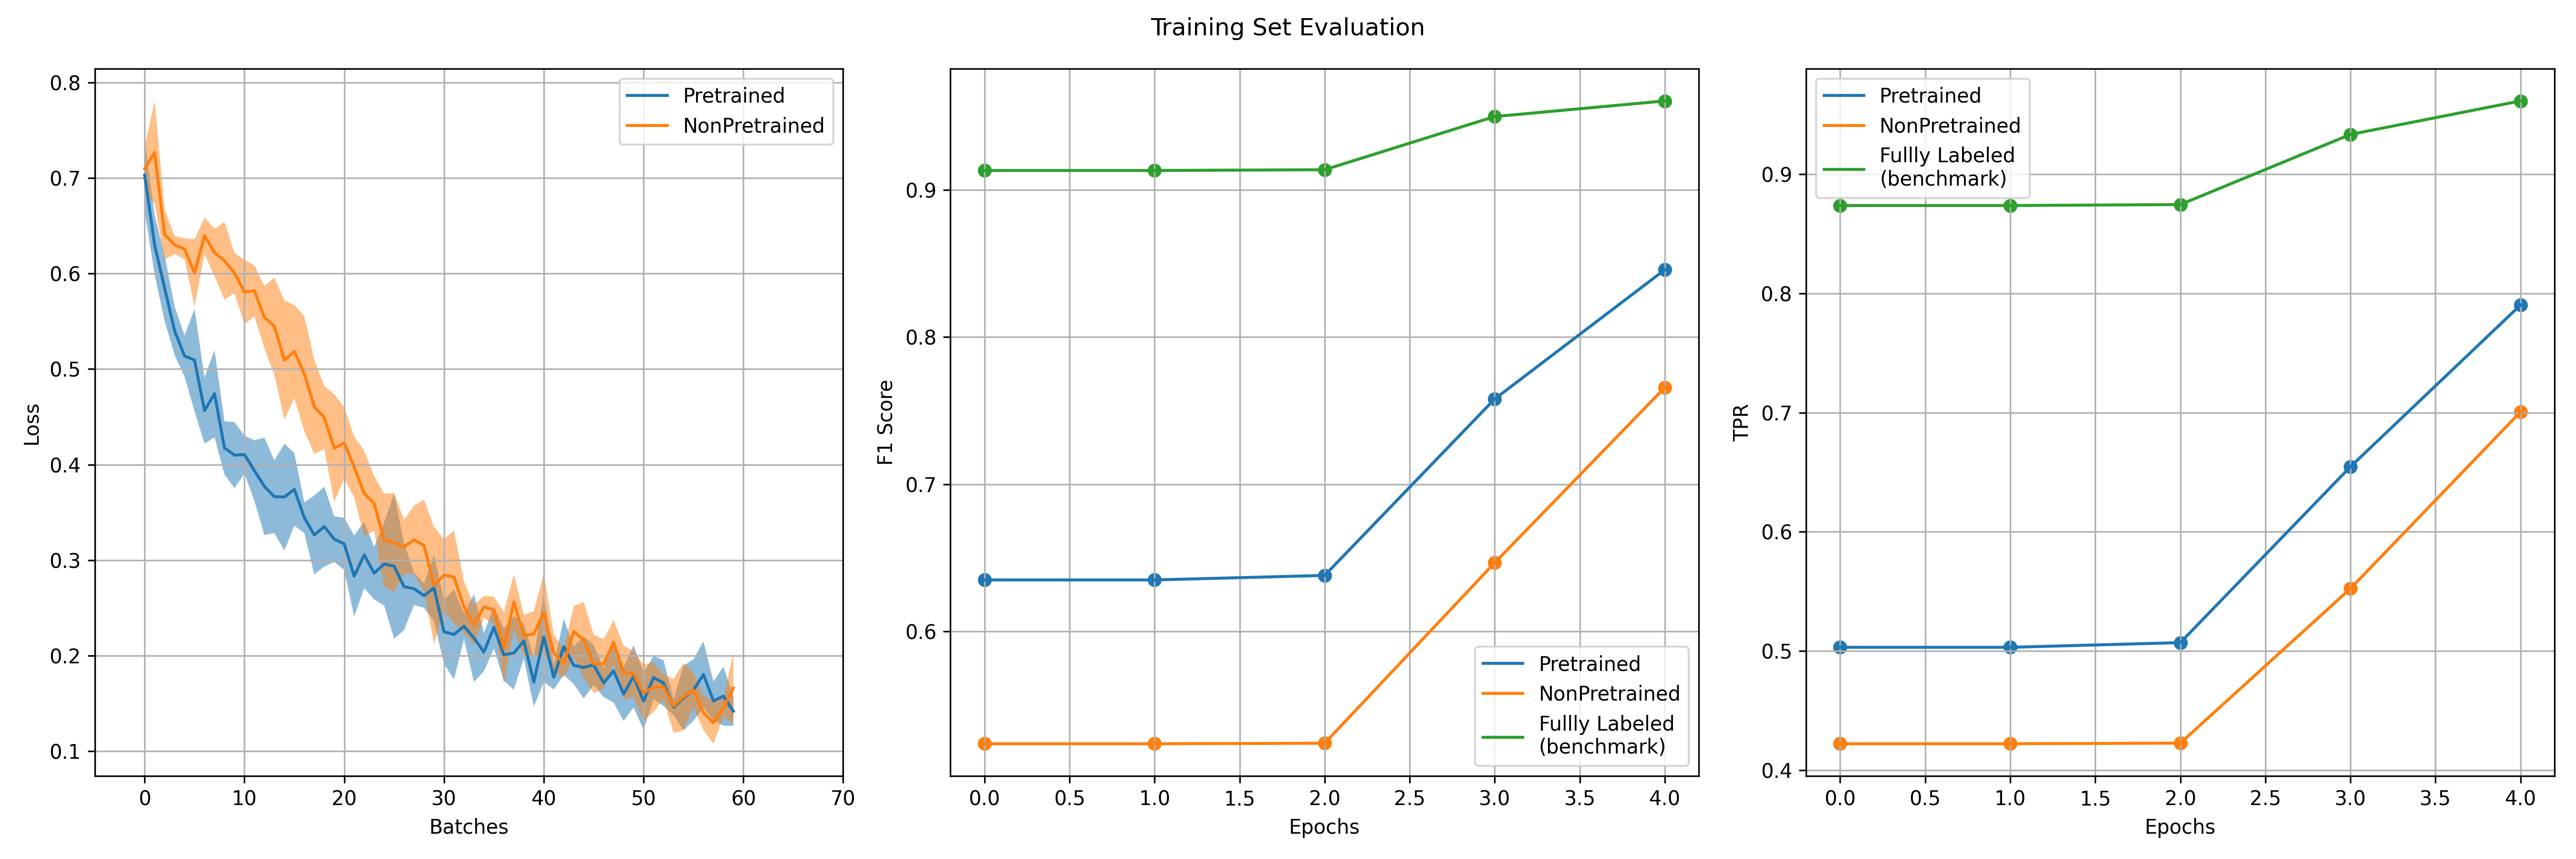 Training Set Evaluation
0.8
0.7
0.6
0.5
0.4
0.3
0.2
0.1
Loss
0
10
20
30
40
50
60
70
Batches
Pretrained
NonPretrained
0.9
0.8
0.7
0.6
F1 Score
0.0
0.5
1.0
1.5
2.0
2.5
3.0
3.5
4.0
Epochs
Pretrained
NonPretrained
Fullly Labeled
(benchmark)
0.9
0.8
0.7
0.6
0.5
0.4
TPR
0.0
0.5
1.0
1.5
2.0
2.5
3.0
3.5
4.0
Epochs
Pretrained
NonPretrained
Fullly Labeled
(benchmark)